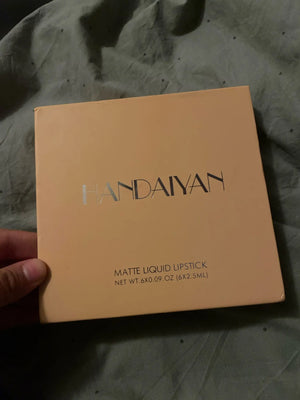 HANDAIYAN
MATTE LIQUID LIPSTICK
NET WT.6X0.09 OZ (6X2.5ML)